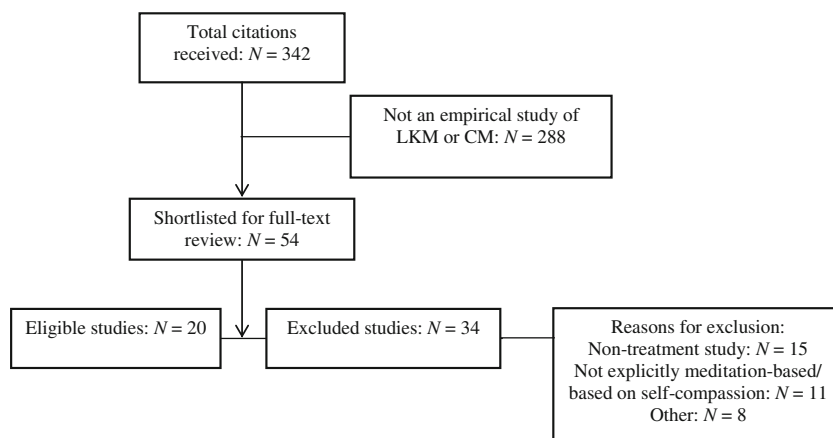 Total citations
received: N = 342
Not an empirical study of
LKM or CM: N = 288
Shortlisted for full-text
review: N = 54
Eligible studies: N = 20
Excluded studies: N = 34
Reasons for exclusion:
Non-treatment study: N = 15
Not explicitly meditation-based/
based on self-compassion: N = 11
Other: N = 8